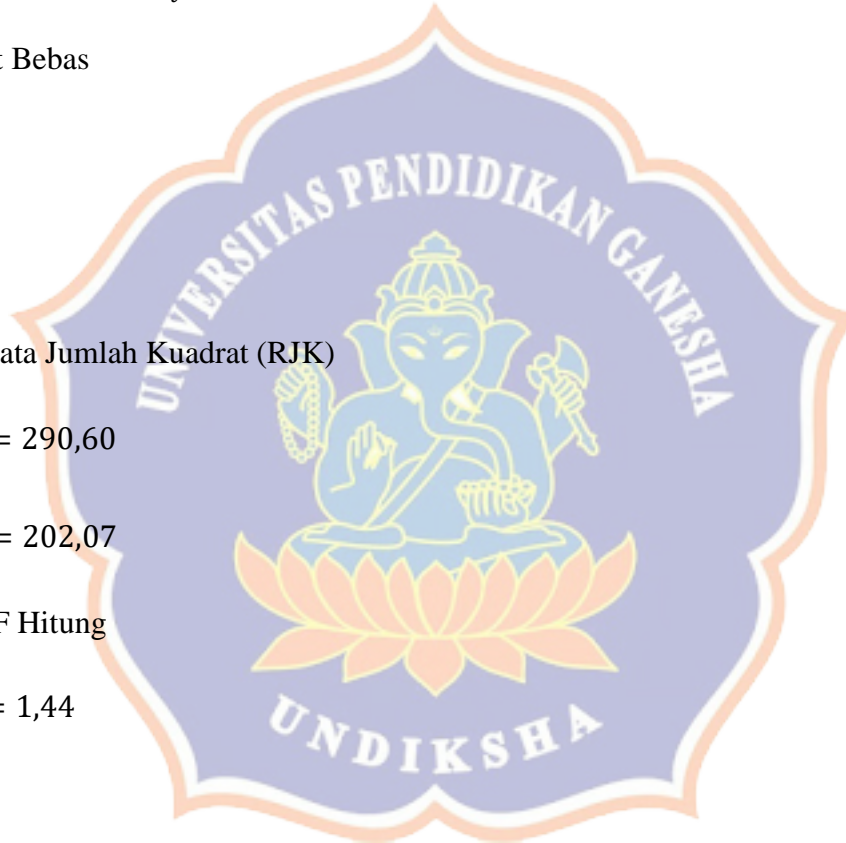 t Bebas
UNIVERSITAS PENDIDIKAN GANESHA
ata Jumlah Kuadrat (RJK)
= 290,60
= 202,07
F Hitung
= 1,44
UNDIKSHA